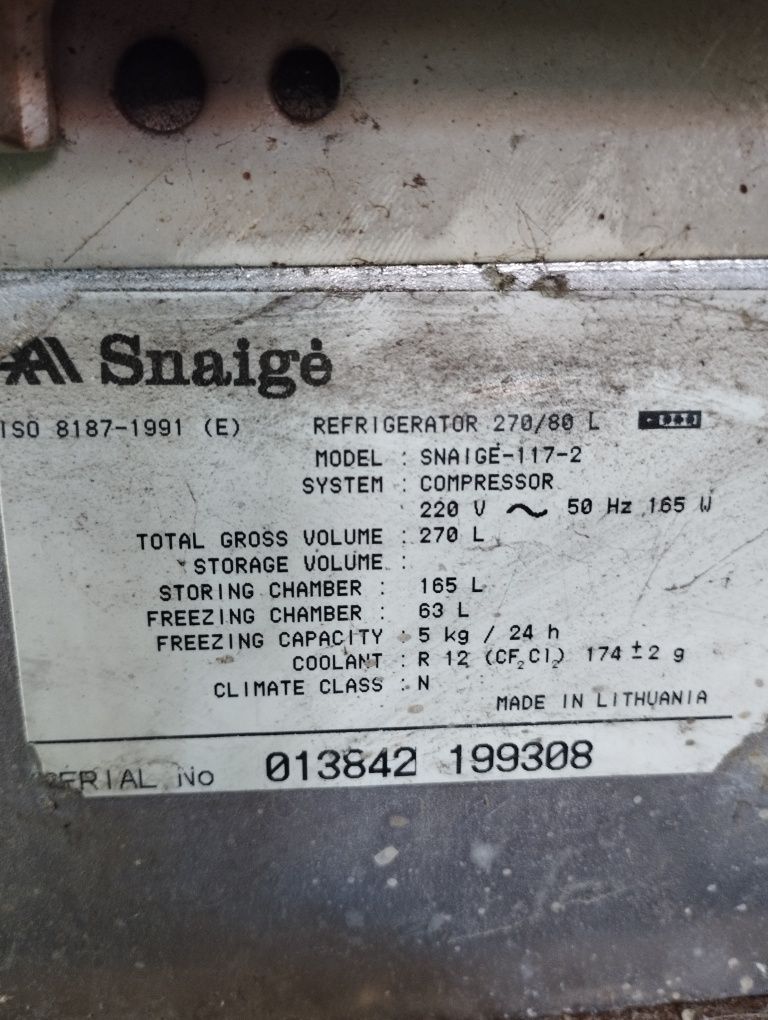 Snaigė
ISO 8187-1991 (E) REFRIGERATOR 270/80 L
MODEL : SNAIGE-117-2
SYSTEM : COMPRESSOR
220 V ~ 50 Hz 165 W
TOTAL GROSS VOLUME : 270 L
STORAGE VOLUME :
STORING CHAMBER : 165 L
FREEZING CHAMBER : 63 L
FREEZING CAPACITY : 5 kg / 24 h
COOLANT : R 12 (CF₂Cl₂) 174 ±2 g
CLIMATE CLASS : N
MADE IN LITHUANIA
SERIAL No 013842 199308